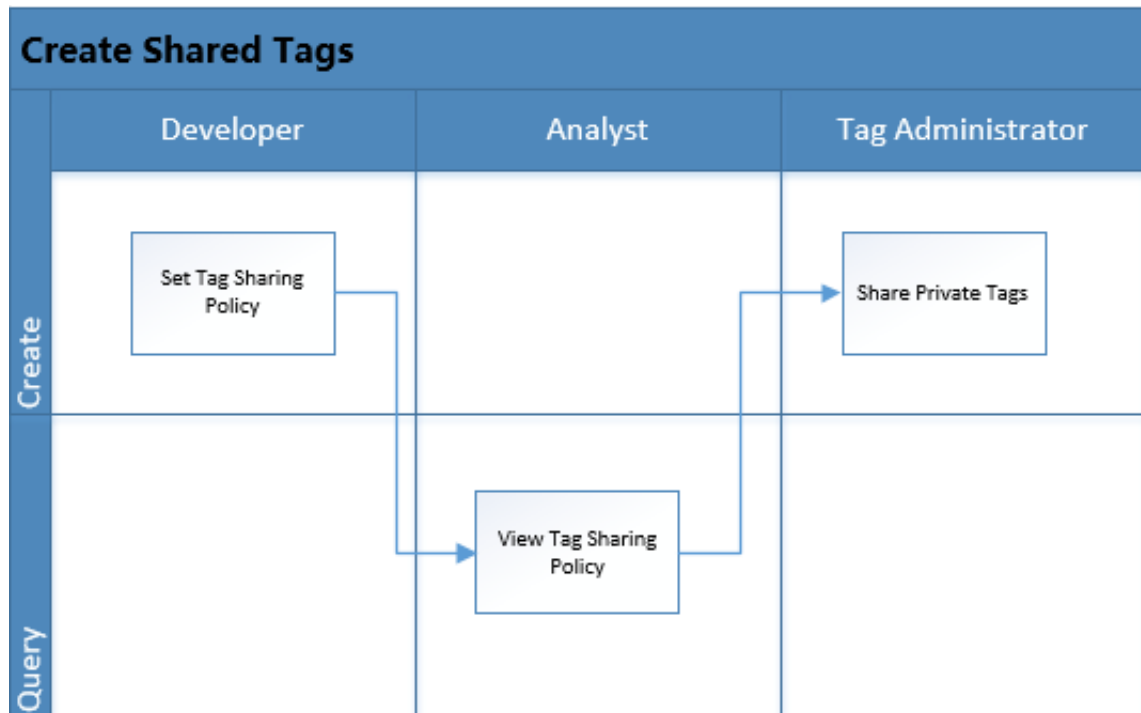 Create Shared Tags
Developer
Analyst
Tag Administrator
Create
Set Tag Sharing
Policy
Share Private Tags
Query
View Tag Sharing
Policy